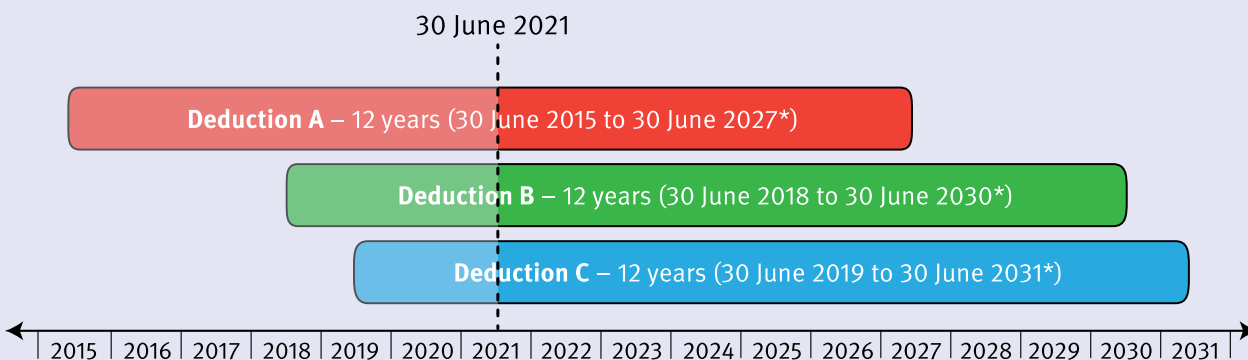 30 June 2021
Deduction A – 12 years (30 June 2015 to 30 June 2027*)
Deduction B – 12 years (30 June 2018 to 30 June 2030*)
Deduction C – 12 years (30 June 2019 to 30 June 2031*)
2015 2016 2017 2018 2019 2020 2021 2022 2023 2024 2025 2026 2027 2028 2029 2030 2031